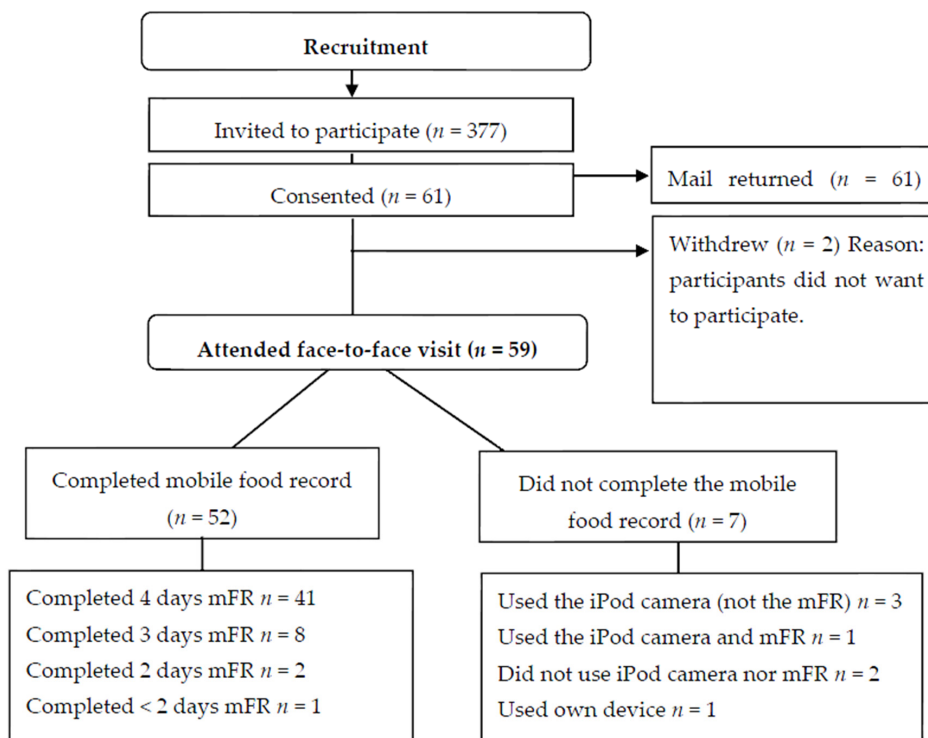 Recruitment
Invited to participate (n = 377)
Consented (n = 61)
Mail returned (n = 61)
Withdrew (n = 2) Reason:
participants did not want
to participate.
Attended face-to-face visit (n = 59)
Completed mobile food record
(n = 52)
Did not complete the mobile
food record (n = 7)
Completed 4 days mFR n = 41
Completed 3 days mFR n = 8
Completed 2 days mFR n = 2
Completed < 2 days mFR n = 1
Used the iPod camera (not the mFR) n = 3
Used the iPod camera and mFR n = 1
Did not use iPod camera nor mFR n = 2
Used own device n = 1